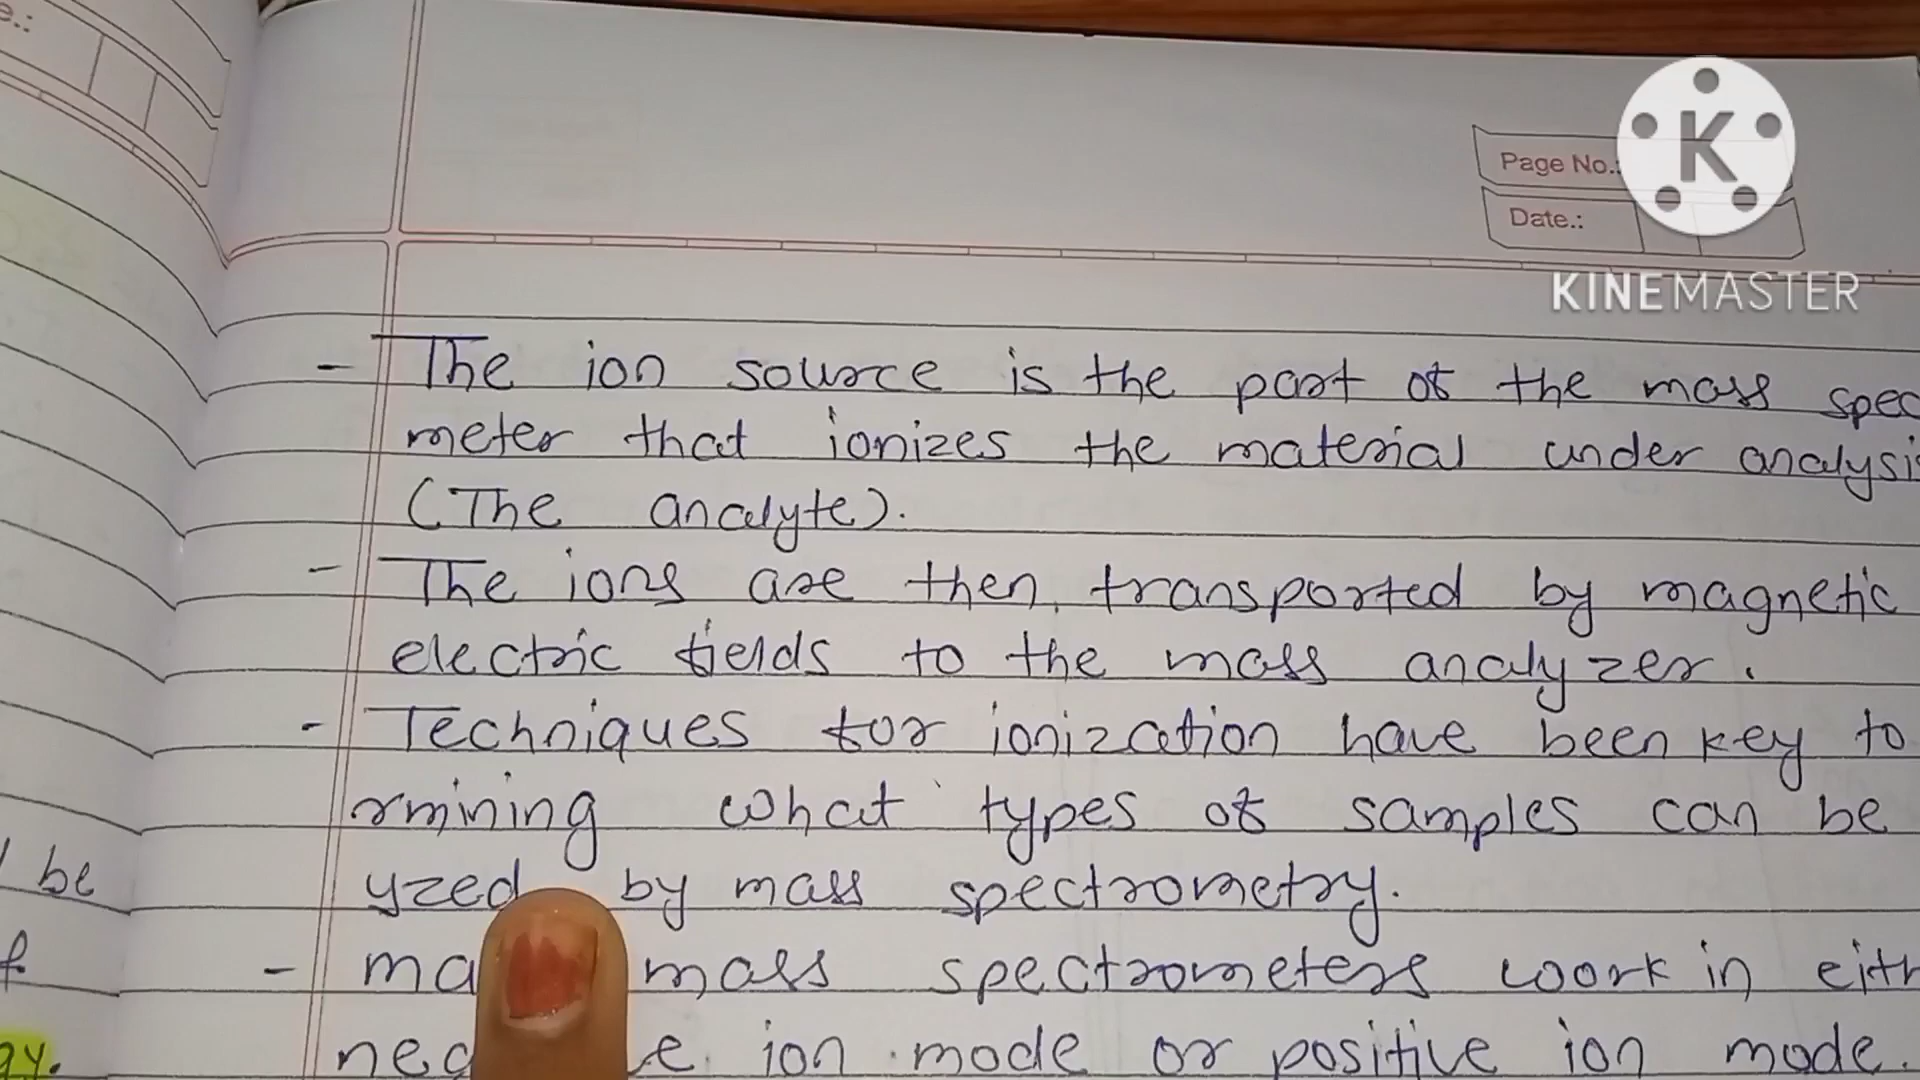 e.:
Page No.:
Date.:
KINEMASTER
- The ion source is the part of the mass spec
meter that ionizes the material under analysis
(The analyte).
- The ions are then transported by magnetic
electric fields to the mass analyzer.
- Techniques for ionization have been key to
rmining what types of samples can be
yzed by mass spectrometry.
- ma mass spectrometers work in eith
neg e ion mode or positive ion mode.
be
f
gy.